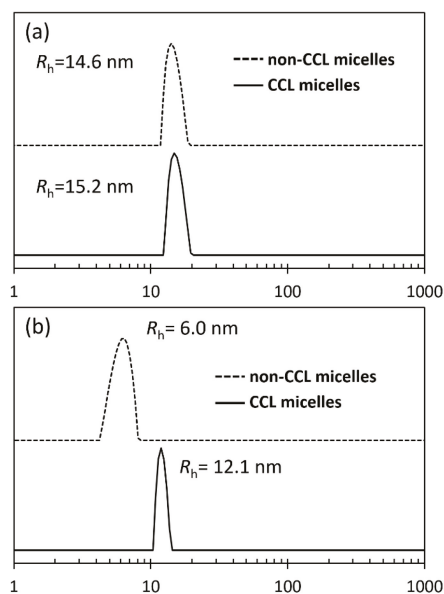 (a)
Rh=14.6 nm
non-CCL micelles
CCL micelles
Rh=15.2 nm
1 10 100 1000
(b)
Rh= 6.0 nm
non-CCL micelles
CCL micelles
Rh= 12.1 nm
1 10 100 1000